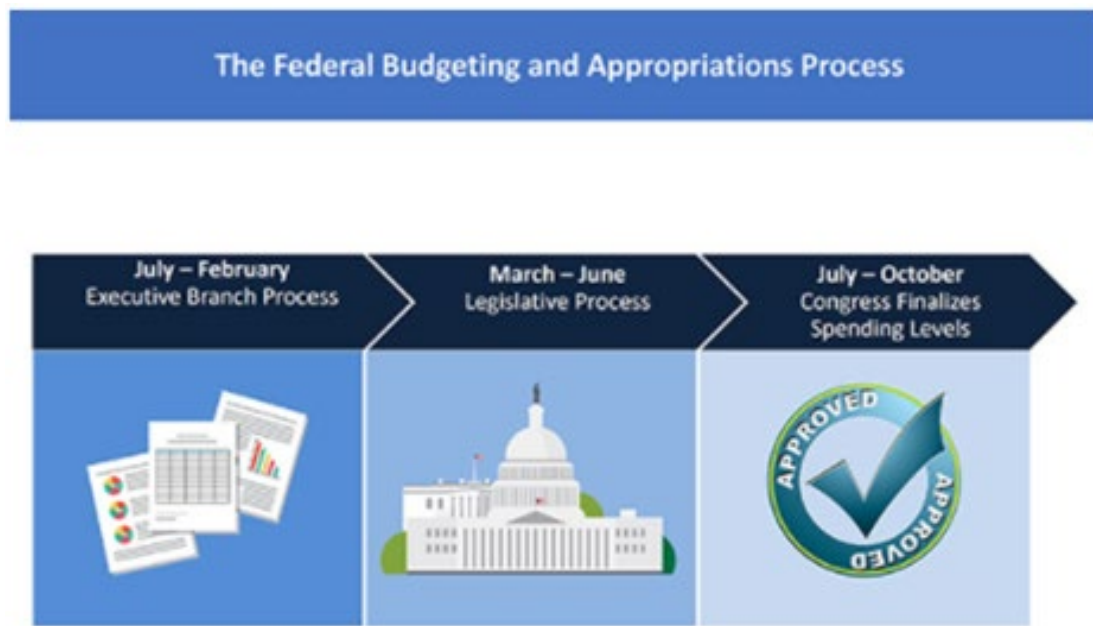 The Federal Budgeting and Appropriations Process
July – February
Executive Branch Process
March – June
Legislative Process
July – October
Congress Finalizes
Spending Levels
APPROVED
APPROVED
APPROVED